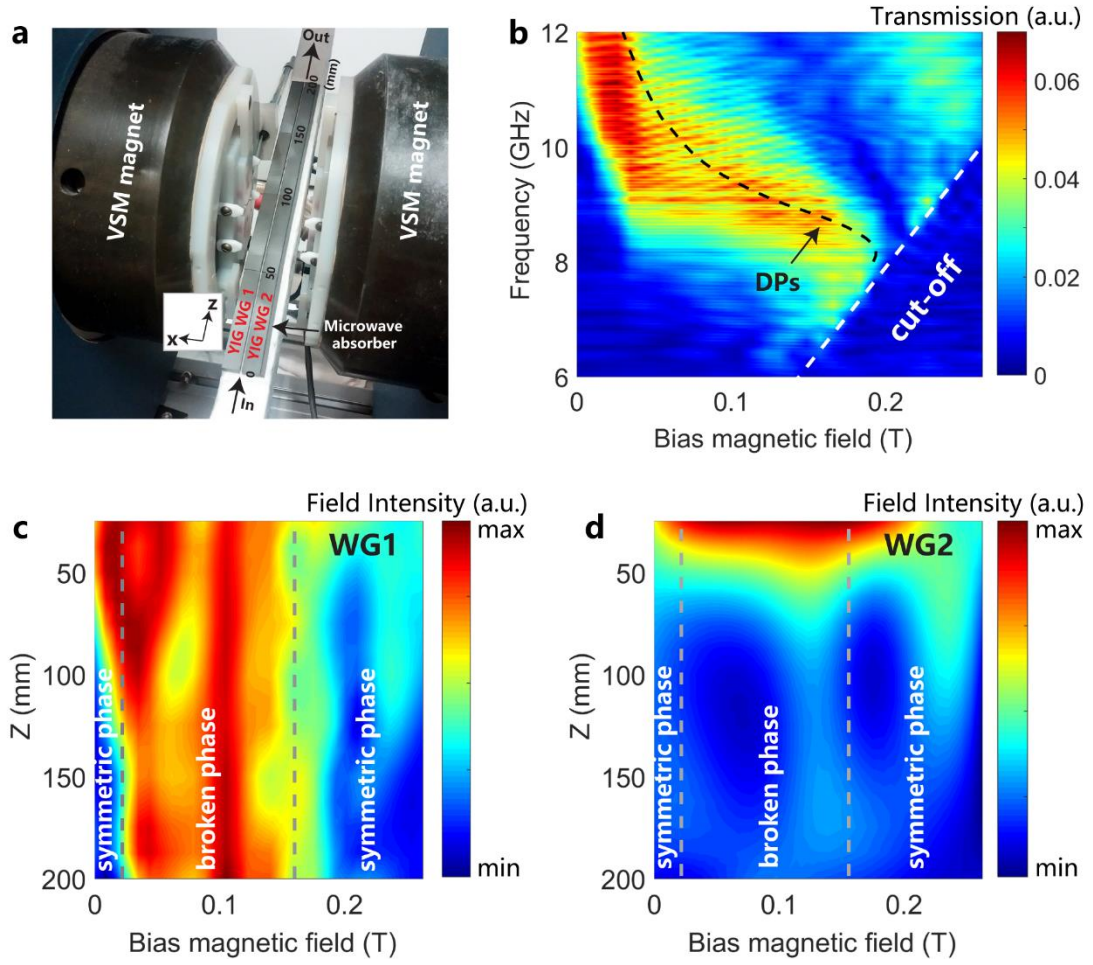 a
VSM magnet
VSM magnet
Out
(mm)
200
150
100
50
0
YIG WG 1
YIG WG 2
z
x
Microwave
absorber
In
b
Transmission (a.u.)
Frequency (GHz)
12
10
8
6
0
0.1
0.2
Bias magnetic field (T)
DPs
cut-off
0.06
0.04
0.02
0
c
Field Intensity (a.u.)
WG1
max
min
Z (mm)
50
100
150
200
symmetric phase
broken phase
symmetric phase
0
0.1
0.2
Bias magnetic field (T)
d
Field Intensity (a.u.)
WG2
max
min
Z (mm)
50
100
150
200
symmetric phase
broken phase
symmetric phase
0
0.1
0.2
Bias magnetic field (T)